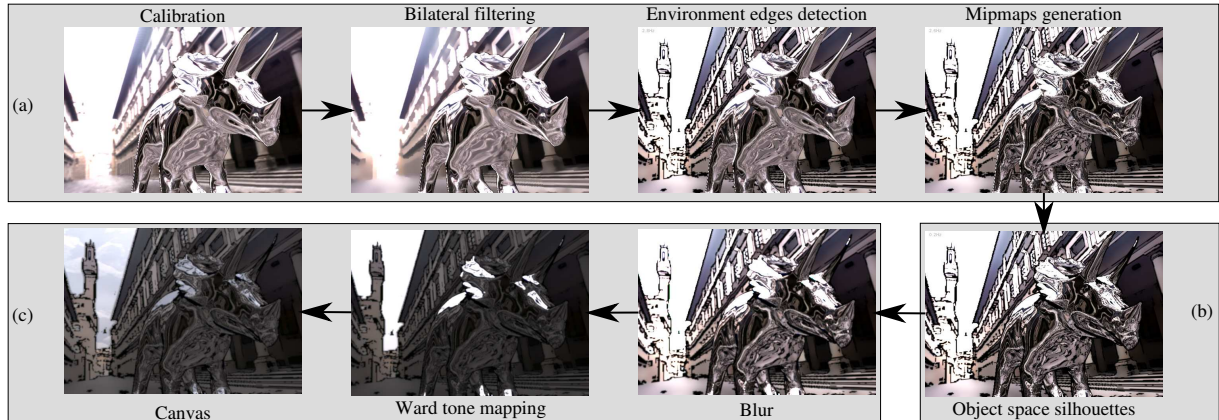 Calibration
Bilateral filtering
Environment edges detection
Mipmaps generation
(a)
(c)
(b)
Canvas
Ward tone mapping
Blur
Object space silhouettes